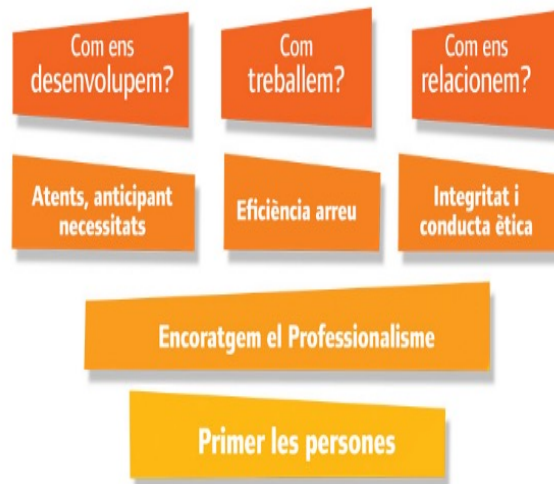 Com ens
desenvolupem?
Com
treballem?
Com ens
relacionem?
Atents, anticipant
necessitats
Eficiència arreu
Integritat i
conducta ètica
Encoratgem el Professionalisme
Primer les persones